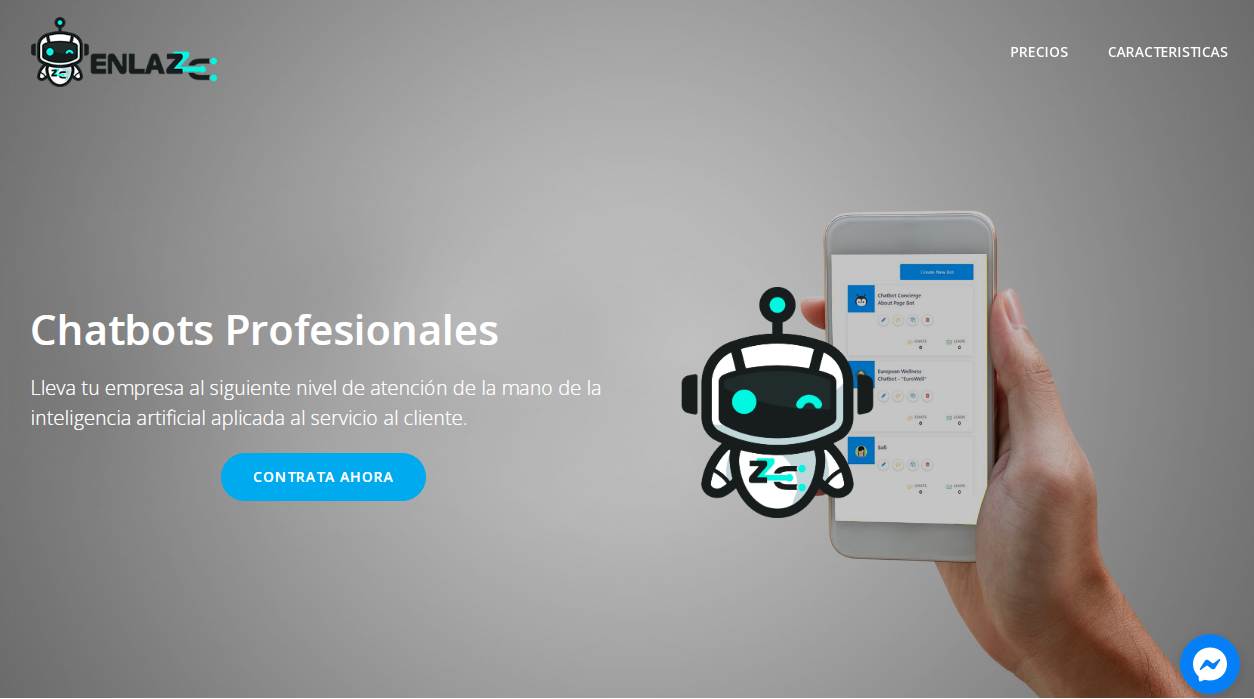 ENLAZE
PRECIOS
CARACTERISTICAS
Create New Bot
Chatbot Concierge
About Page Bot
CHATS
LEADS
0
0
European Wellness
Chatbot - "EuroWell"
CHATS
LEADS
0
0
Sofi
CHATS
LEADS
0
0
Chatbots Profesionales
Lleva tu empresa al siguiente nivel de atención de la mano de la
inteligencia artificial aplicada al servicio al cliente.
CONTRATA AHORA